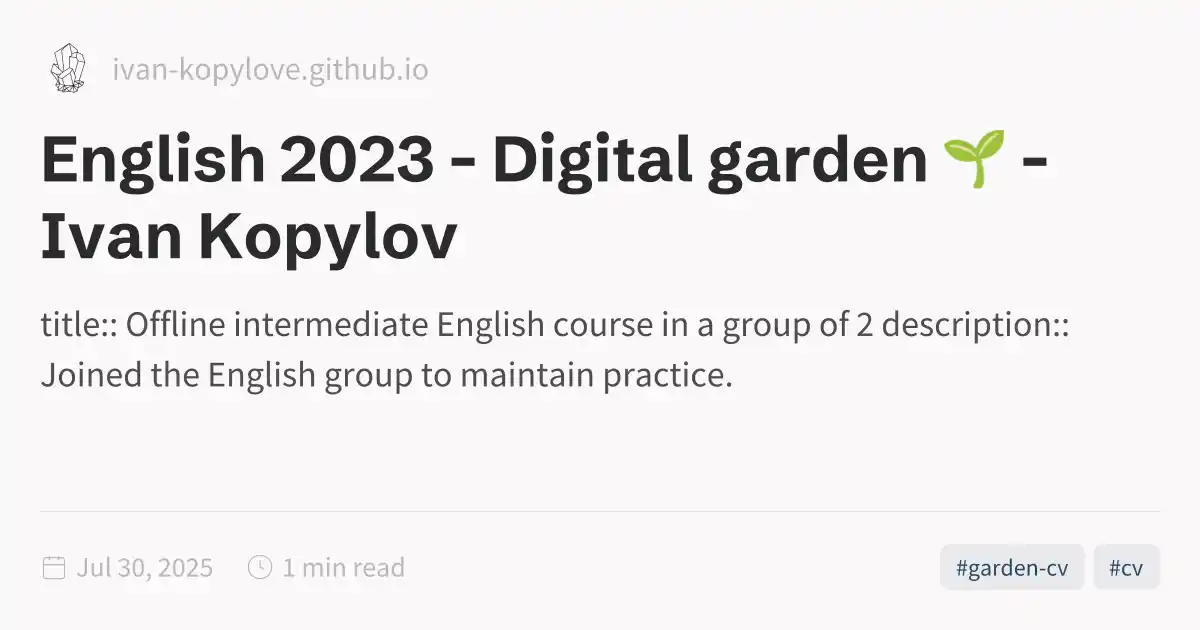 ivan-kopylove.github.io
English 2023 - Digital garden 🌱 -
Ivan Kopylov
title:: Offline intermediate English course in a group of 2 description::
Joined the English group to maintain practice.
Jul 30, 2025 1 min read #garden-cv #cv